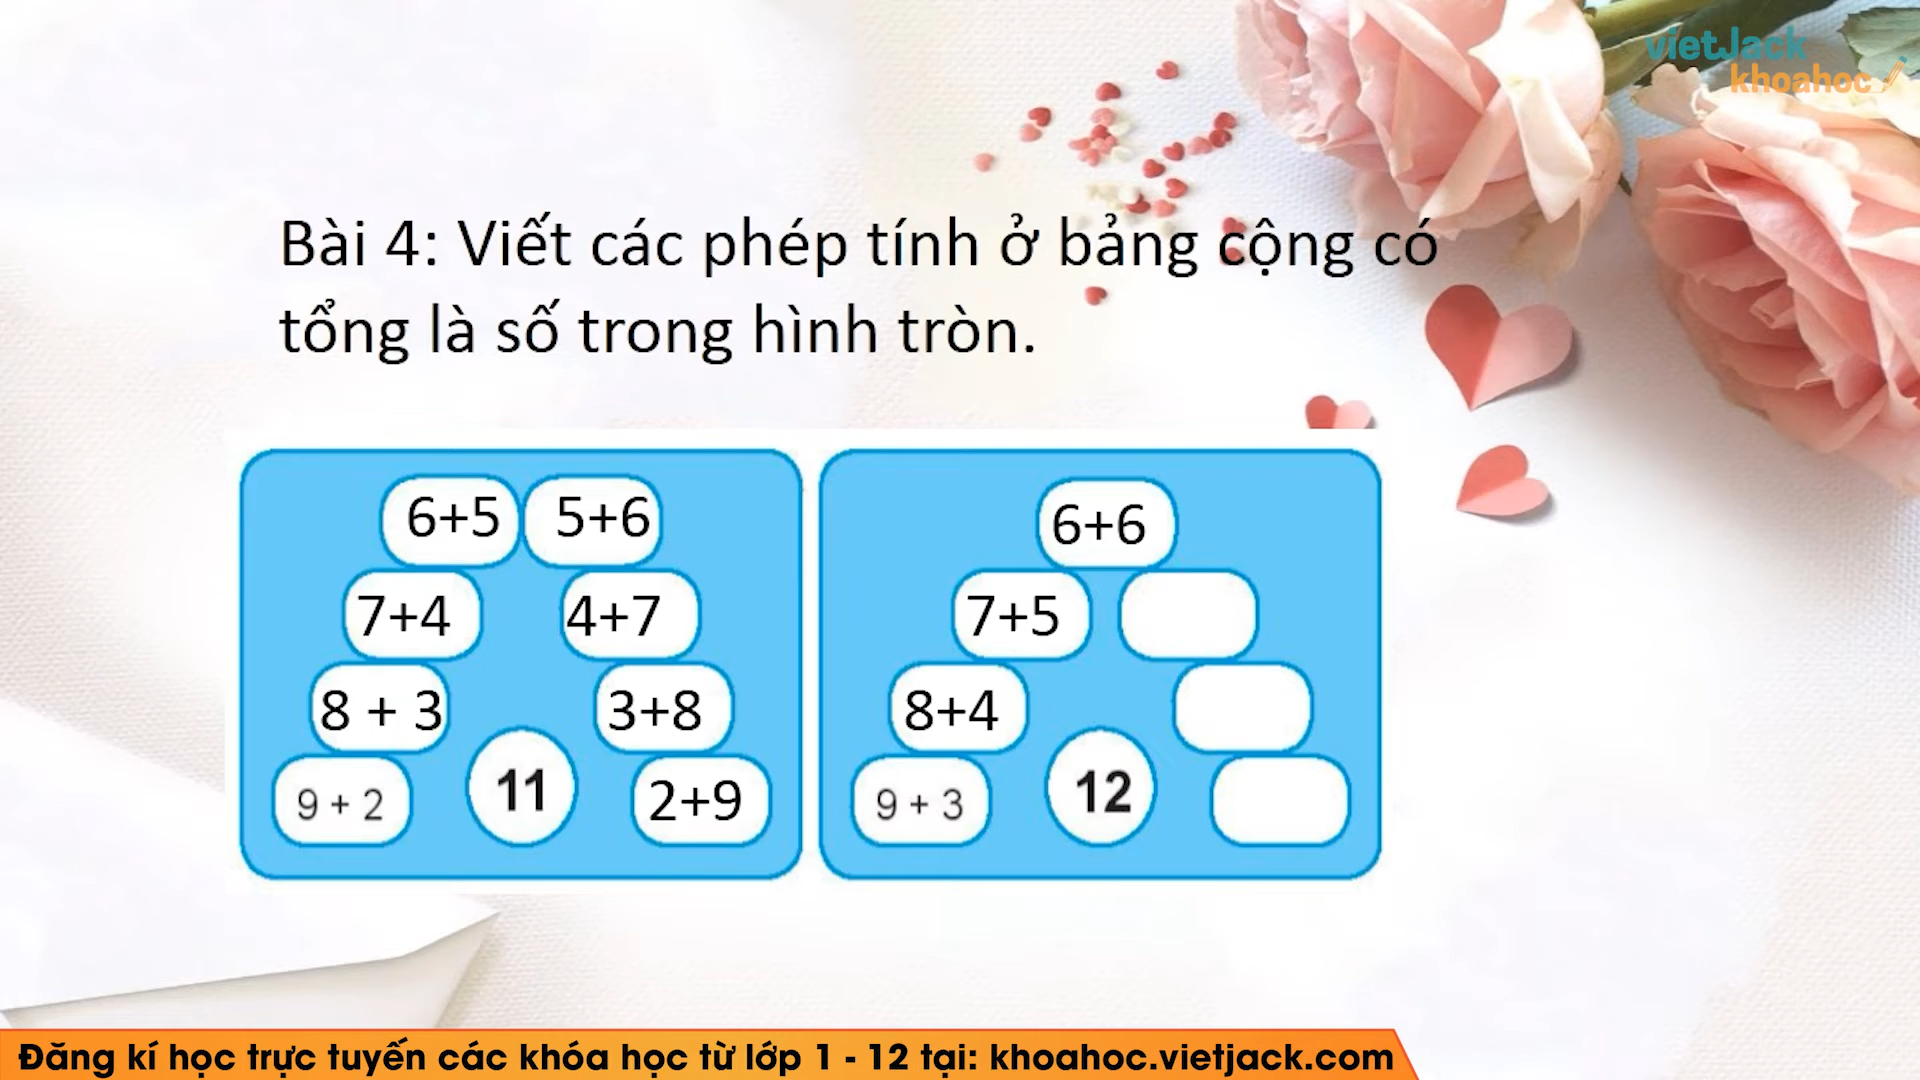 vietJack
khoahoc
Bài 4: Viết các phép tính ở bảng cộng có
tổng là số trong hình tròn.
6+5 5+6
7+4 4+7
8 + 3 3+8
9 + 2 11 2+9
6+6
7+5
8+4
9 + 3 12
Đăng kí học trực tuyến các khóa học từ lớp 1 - 12 tại: khoahoc.vietjack.com